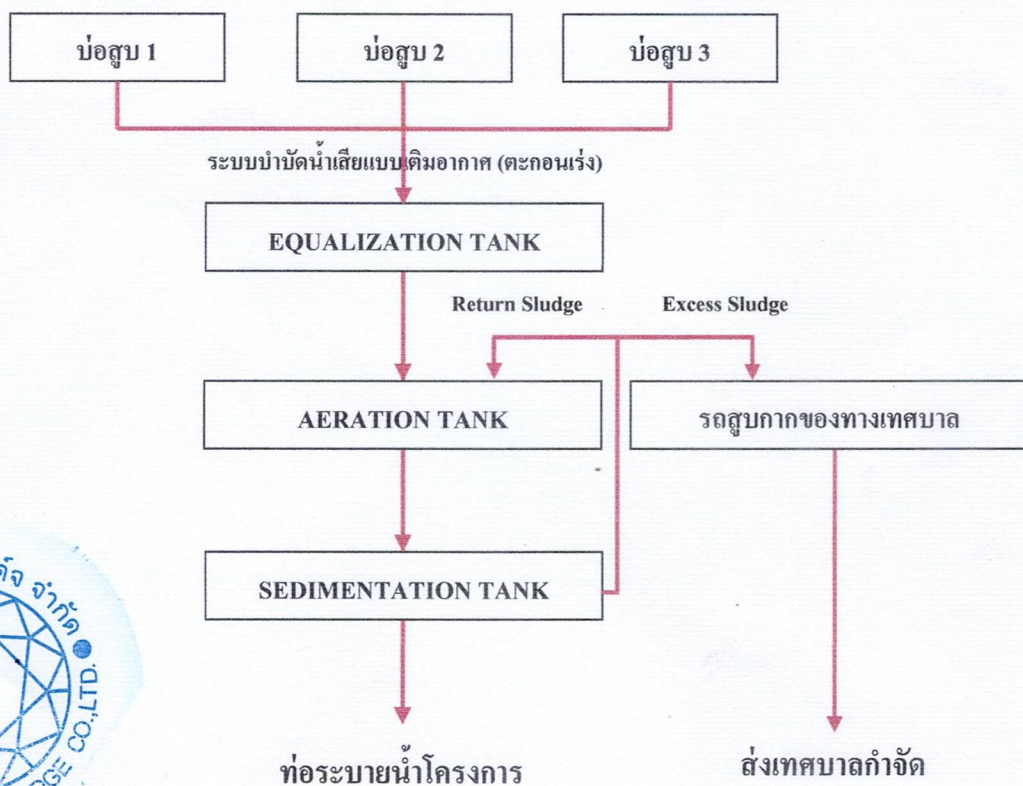 บ่อสูบ 1
บ่อสูบ 2
บ่อสูบ 3
ระบบบำบัดน้ำเสียแบบเติมอากาศ (ตะกอนเร่ง)
EQUALIZATION TANK
Return Sludge
Excess Sludge
AERATION TANK
รถสูบกากของทางเทศบาล
SEDIMENTATION TANK
ท่อระบายน้ำโครงการ
ส่งเทศบาลกำจัด
จำกัด
CO.,LTD.